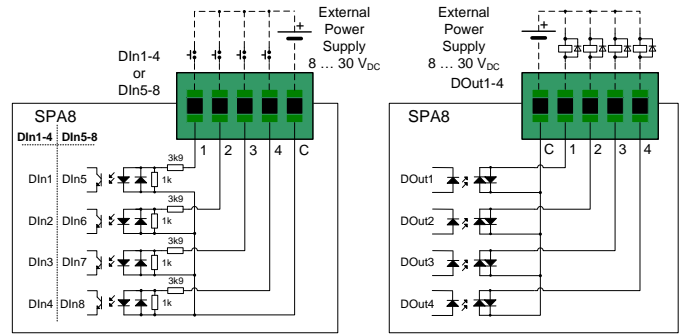 External
Power
Supply
8 ... 30 VDC
+
DIn1-4
or
DIn5-8
SPA8
DIn1-4 DIn5-8
1 2 3 4 C
DIn1 DIn5
3k9
1k
DIn2 DIn6
3k9
1k
DIn3 DIn7
3k9
1k
DIn4 DIn8
3k9
1k
External
Power
Supply
8 ... 30 VDC
+
DOut1-4
SPA8
C 1 2 3 4
DOut1
DOut2
DOut3
DOut4